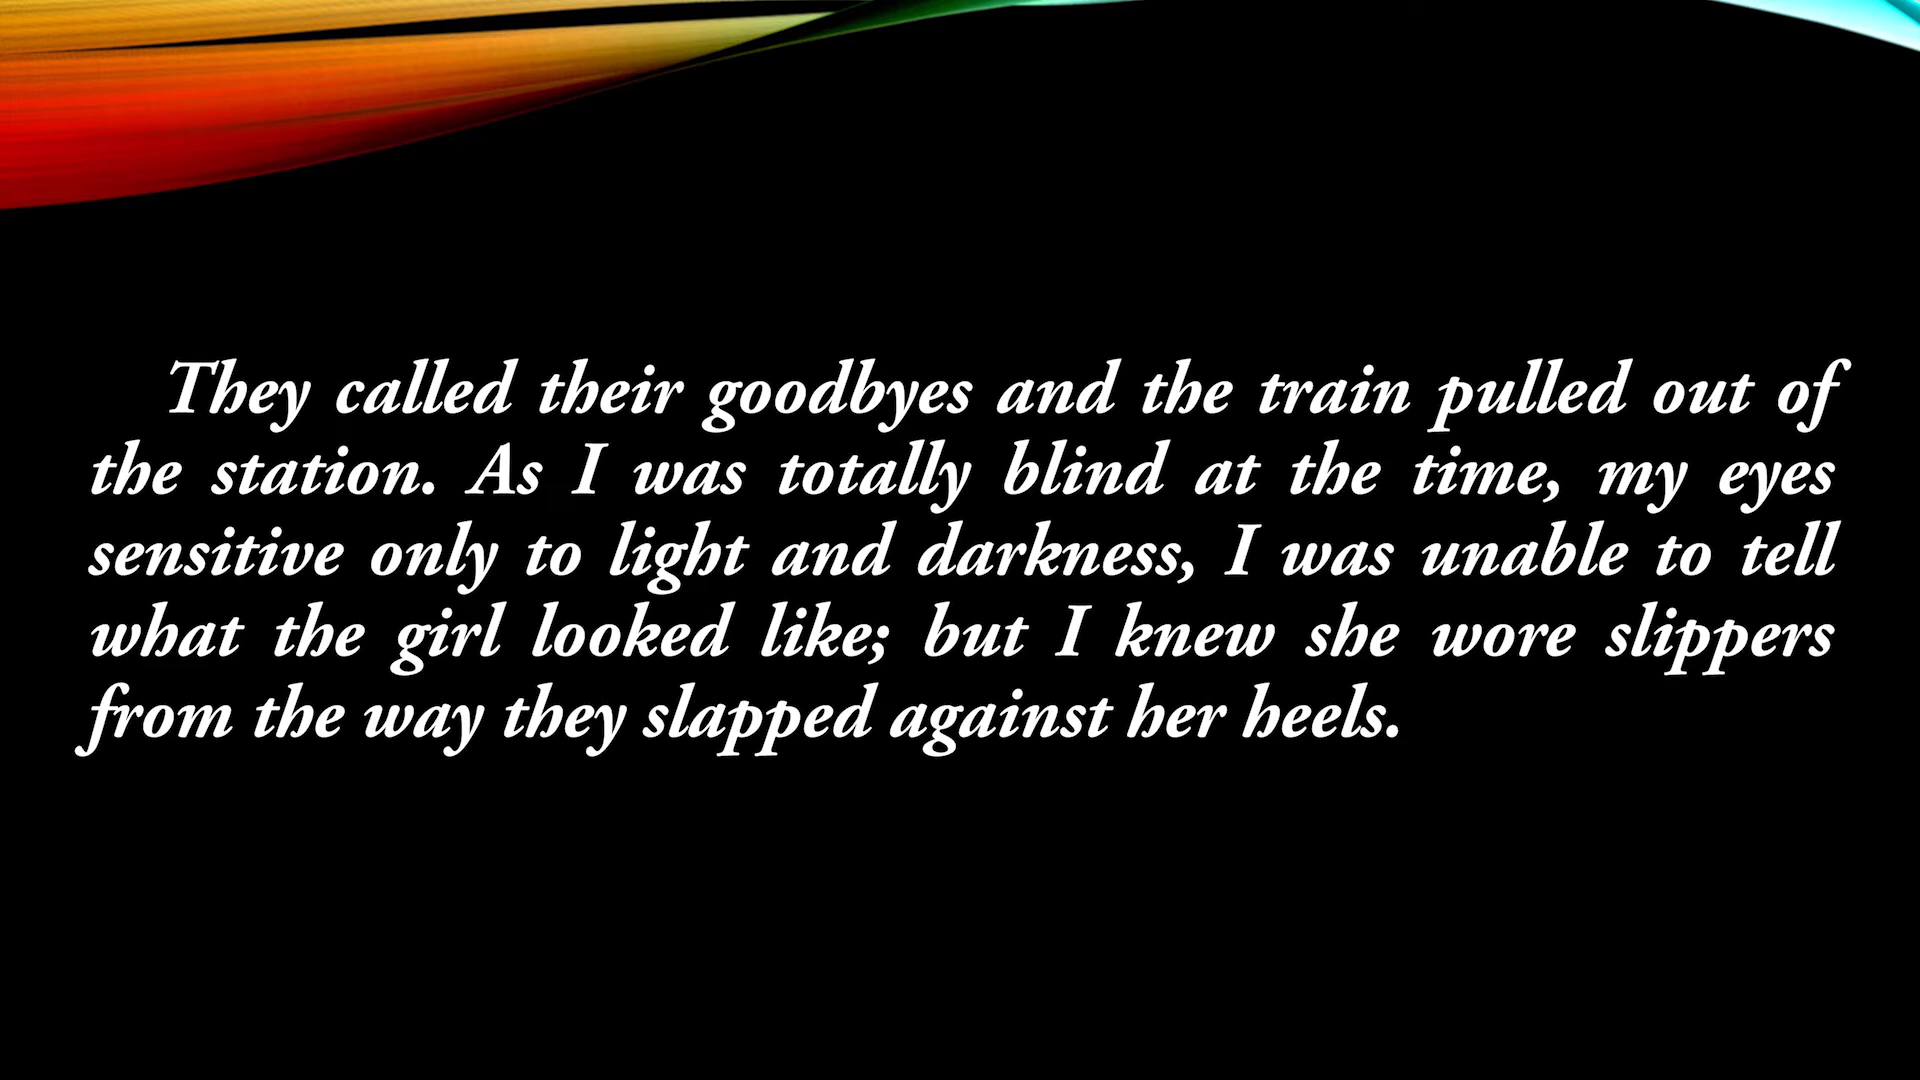 They called their goodbyes and the train pulled out of
the station. As I was totally blind at the time, my eyes
sensitive only to light and darkness, I was unable to tell
what the girl looked like; but I knew she wore slippers
from the way they slapped against her heels.